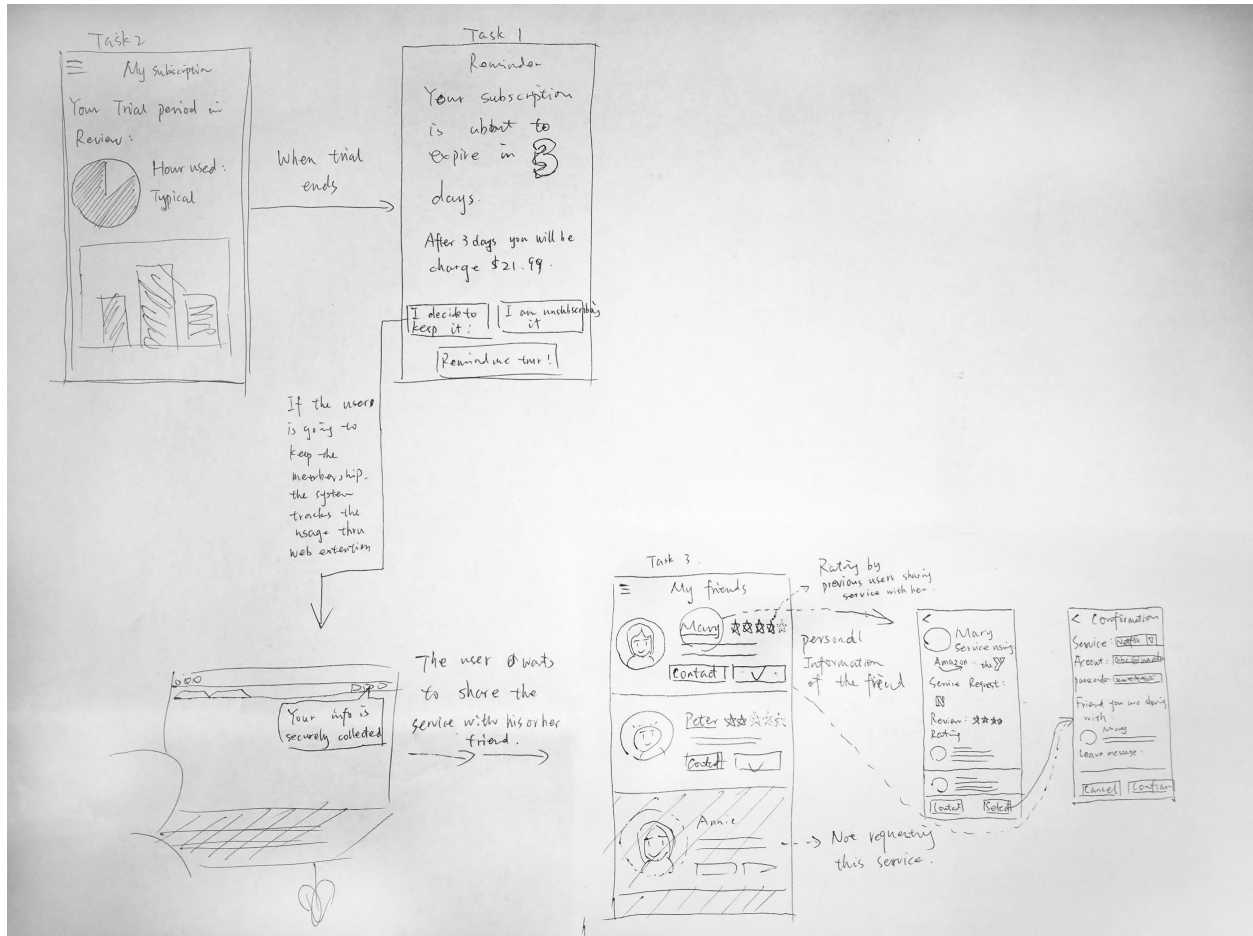 Task 2
My subscription
Your Trial period in
Review:
Hour used:
Typical
When trial
ends
Task 1
Reminder
Your subscription
is about to
expire in 3
days.
After 3 days you will be
charge $21.99.
I decide to
keep it:
I am unsubscribing
it
Remind me tmr!
If the users
is going to
keep the
membership.
the system
tracks the
usage thru
web extention
Your info is
securely collected
The user wants
to share the
service with his or her
friend.
Task 3.
My friends
Mary
Contact
Peter
Contact
Annie
Rating by
previous users sharing
service with her.
personal
Information
of the friend
Not requesting
this service.
<
Mary
Service using
Amazon
Service Request:
N
Review:
Rating
Contact
Select
< Confirmation
Service: Netflix
Account:
passcode:
Friend you are sharing
with:
Mary
Leave message:
Cancel
Confirm